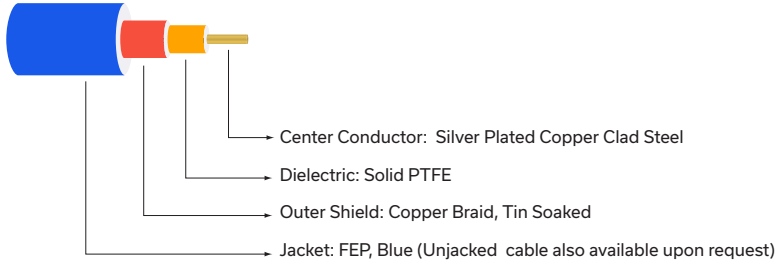 Center Conductor: Silver Plated Copper Clad Steel
Dielectric: Solid PTFE
Outer Shield: Copper Braid, Tin Soaked
Jacket: FEP, Blue (Unjacked cable also available upon request)